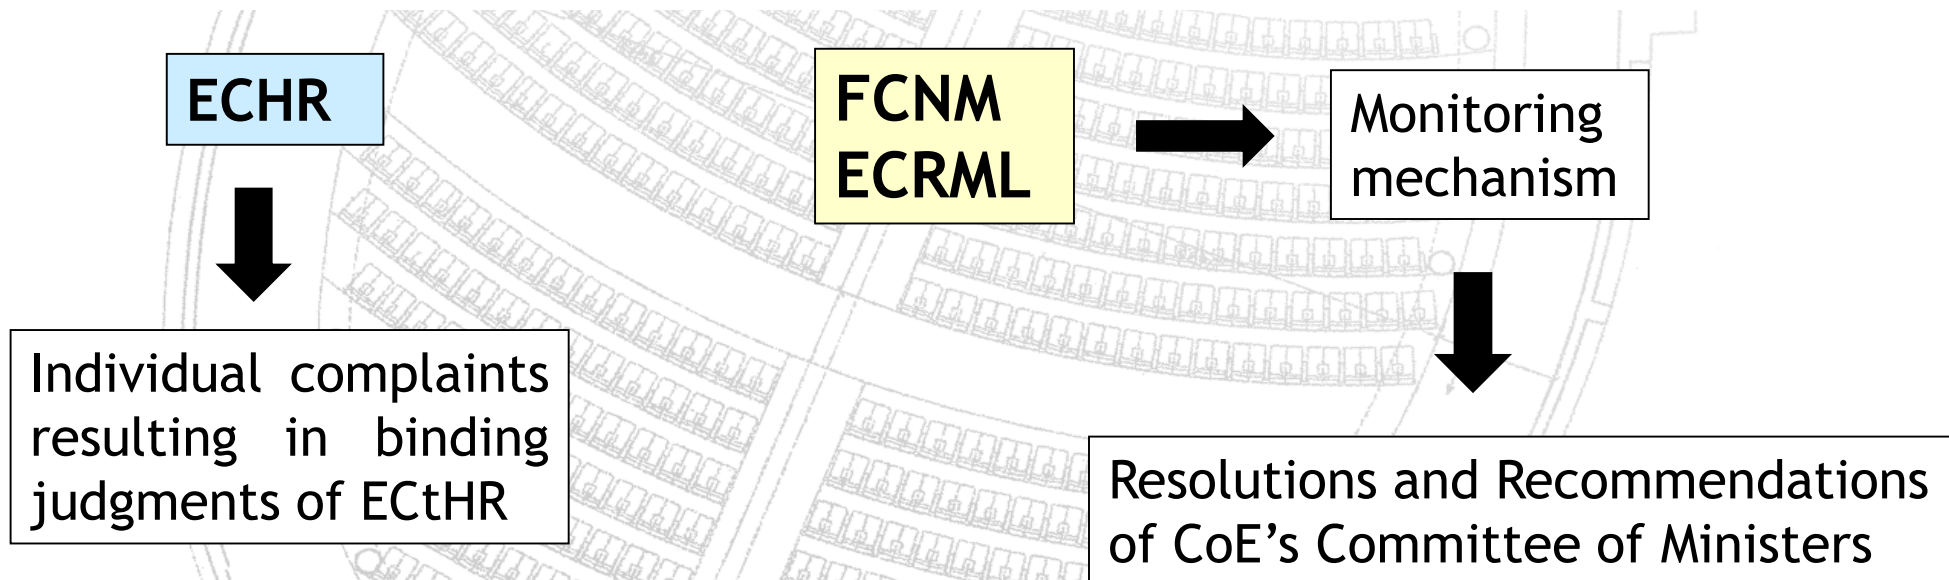 ECHR
FCNM
ECRML
Monitoring
mechanism
Individual complaints
resulting in binding
judgments of ECtHR
Resolutions and Recommendations
of CoE’s Committee of Ministers